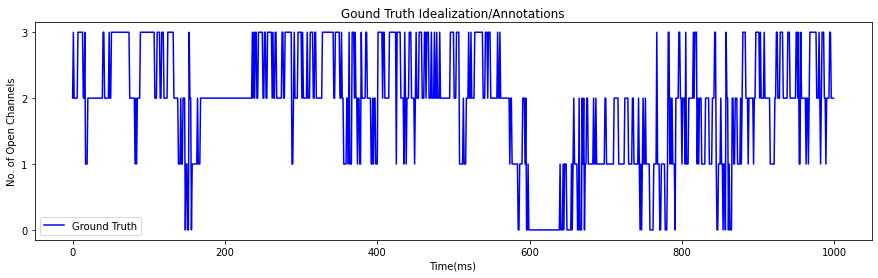 Gound Truth Idealization/Annotations
No. of Open Channels
3
2
1
0
Ground Truth
0 200 400 600 800 1000
Time(ms)